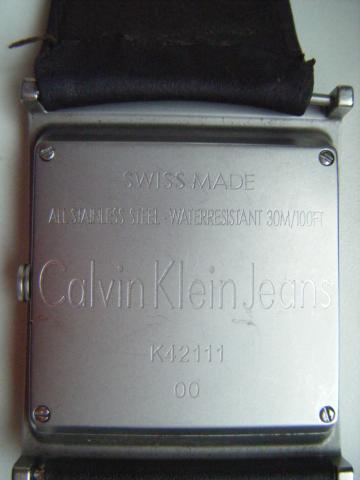 SWISS MADE
ALL STAINLESS STEEL - WATERRESISTANT 30M/100FT
Calvin Klein Jeans
K42111
00